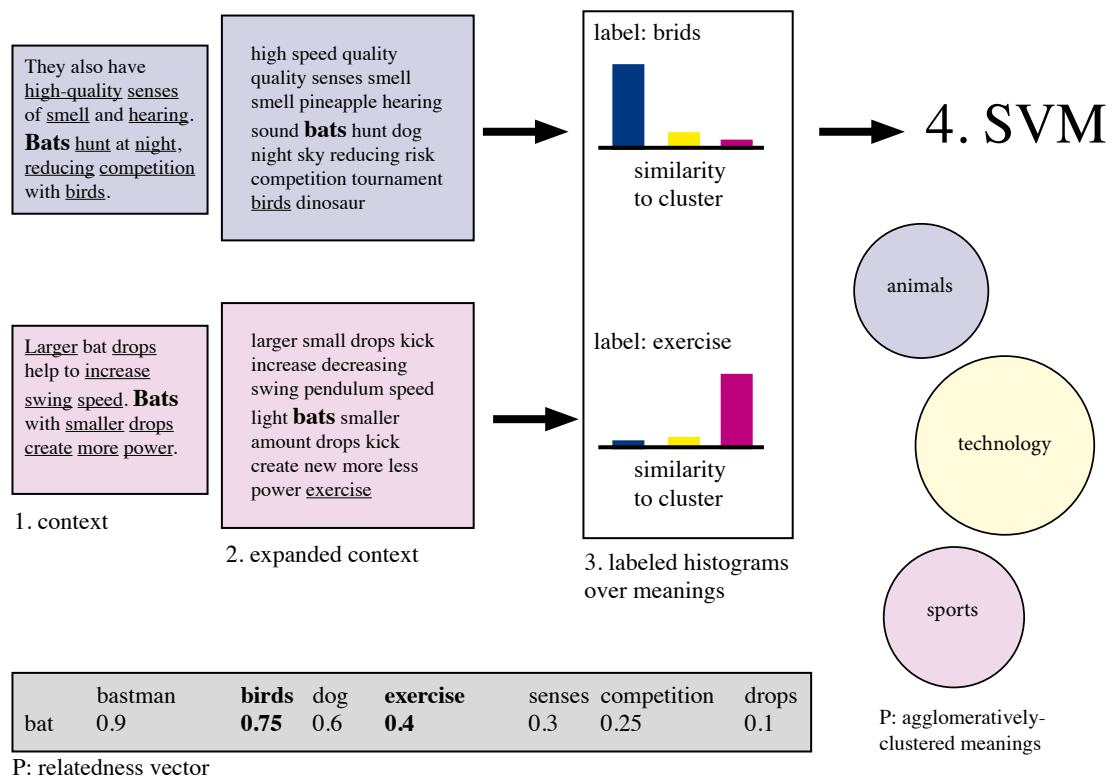 They also have
high-quality senses
of smell and hearing.
Bats hunt at night,
reducing competition
with birds.
high speed quality
quality senses smell
smell pineapple hearing
sound bats hunt dog
night sky reducing risk
competition tournament
birds dinosaur
label: brids
similarity
to cluster
4. SVM
Larger bat drops
help to increase
swing speed. Bats
with smaller drops
create more power.
1. context
larger small drops kick
increase decreasing
swing pendulum speed
light bats smaller
amount drops kick
create new more less
power exercise
2. expanded context
label: exercise
similarity
to cluster
3. labeled histograms
over meanings
animals
technology
sports
P: agglomeratively-
clustered meanings
bastman birds dog exercise senses competition drops
bat 0.9 0.75 0.6 0.4 0.3 0.25 0.1
P: relatedness vector